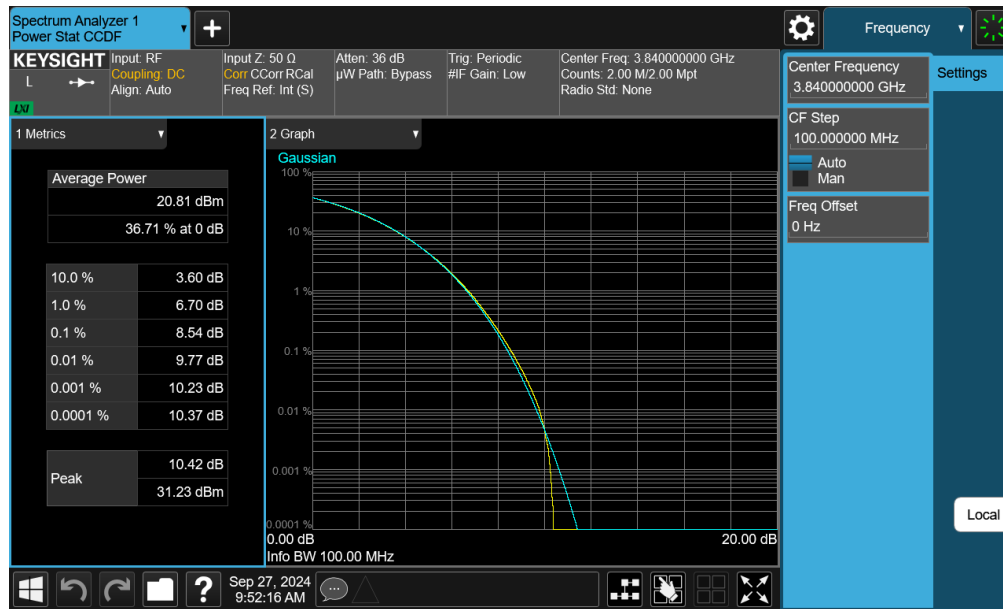 Spectrum Analyzer 1
Power Stat CCDF
Frequency
KEYSIGHT
L
LXI
Input: RF
Coupling: DC
Align: Auto
Input Z: 50 Ω
Corr CCorr RCal
Freq Ref: Int (S)
Atten: 36 dB
µW Path: Bypass
Trig: Periodic
#IF Gain: Low
Center Freq: 3.840000000 GHz
Counts: 2.00 M/2.00 Mpt
Radio Std: None
Center Frequency
3.840000000 GHz
Settings
CF Step
100.000000 MHz
Auto
Man
Freq Offset
0 Hz
Local
1 Metrics
Average Power
20.81 dBm
36.71 % at 0 dB
10.0 % 3.60 dB
1.0 % 6.70 dB
0.1 % 8.54 dB
0.01 % 9.77 dB
0.001 % 10.23 dB
0.0001 % 10.37 dB
Peak
10.42 dB
31.23 dBm
2 Graph
Gaussian
100 %
10 %
1 %
0.1 %
0.01 %
0.001 %
0.0001 %
0.00 dB 20.00 dB
Info BW 100.00 MHz
?
Sep 27, 2024
9:52:16 AM